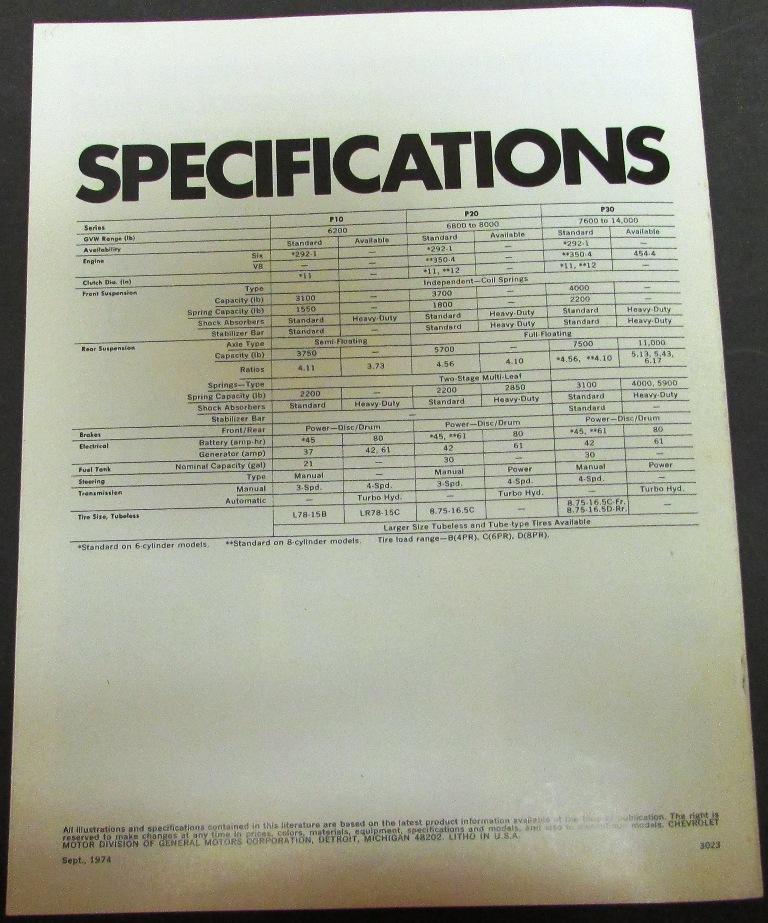 SPECIFICATIONS
Series P10 P20 P30
GVW Range (lb) 6200 6800 to 8000 7600 to 14,000
Availability Standard Available Standard Available Standard Available
Engine Six *292-1 — *292-1 — *292-1 —
V8 — — **350-4 — **350-4 454-4
Clutch Dia. (in) *11 — *11, **12 — *11, **12 —
Front Suspension Type Independent—Coil Springs
Capacity (lb) 3100 — 3700 — 4000 —
Spring Capacity (lb) 1550 — 1800 — 2200 —
Shock Absorbers Standard Heavy-Duty Standard Heavy-Duty Standard Heavy-Duty
Stabilizer Bar Standard — Standard Heavy-Duty Standard Heavy-Duty
Rear Suspension Axle Type Semi-Floating Full-Floating
Capacity (lb) 3750 — 5700 — 7500 11,000
Ratios 4.11 3.73 4.56 4.10 *4.56, **4.10 5.13, 5.43,
6.17
Springs—Type Two-Stage Multi-Leaf
Spring Capacity (lb) 2200 — 2200 2850 3100 4000, 5900
Shock Absorbers Standard Heavy-Duty Standard Heavy-Duty Standard Heavy-Duty
Stabilizer Bar — Standard —
Brakes Front/Rear Power—Disc/Drum Power—Disc/Drum Power—Disc/Drum
Electrical Battery (amp-hr) *45 80 *45, **61 80 *45, **61 80
Generator (amp) 37 42, 61 42 61 42 61
Fuel Tank Nominal Capacity (gal) 21 — 30 — 30 —
Steering Type Manual — Manual Power Manual Power
Transmission Manual 3-Spd. 4-Spd. 3-Spd. 4-Spd. 4-Spd. —
Automatic — Turbo Hyd. — Turbo Hyd. — Turbo Hyd.
Tire Size, Tubeless L78-15B LR78-15C 8.75-16.5C — 8.75-16.5C-Fr. —
8.75-16.5D-Rr.
Larger Size Tubeless and Tube-type Tires Available
*Standard on 6-cylinder models. **Standard on 8-cylinder models. Tire load range—B(4PR), C(6PR), D(8PR).
All illustrations and specifications contained in this literature are based on the latest product information available at the time of publication. The right is
reserved to make changes at any time in prices, colors, materials, equipment, specifications and models, and also to models. CHEVROLET
MOTOR DIVISION OF GENERAL MOTORS CORPORATION, DETROIT, MICHIGAN 48202. LITHO IN U.S.A.
Sept., 1974 3023